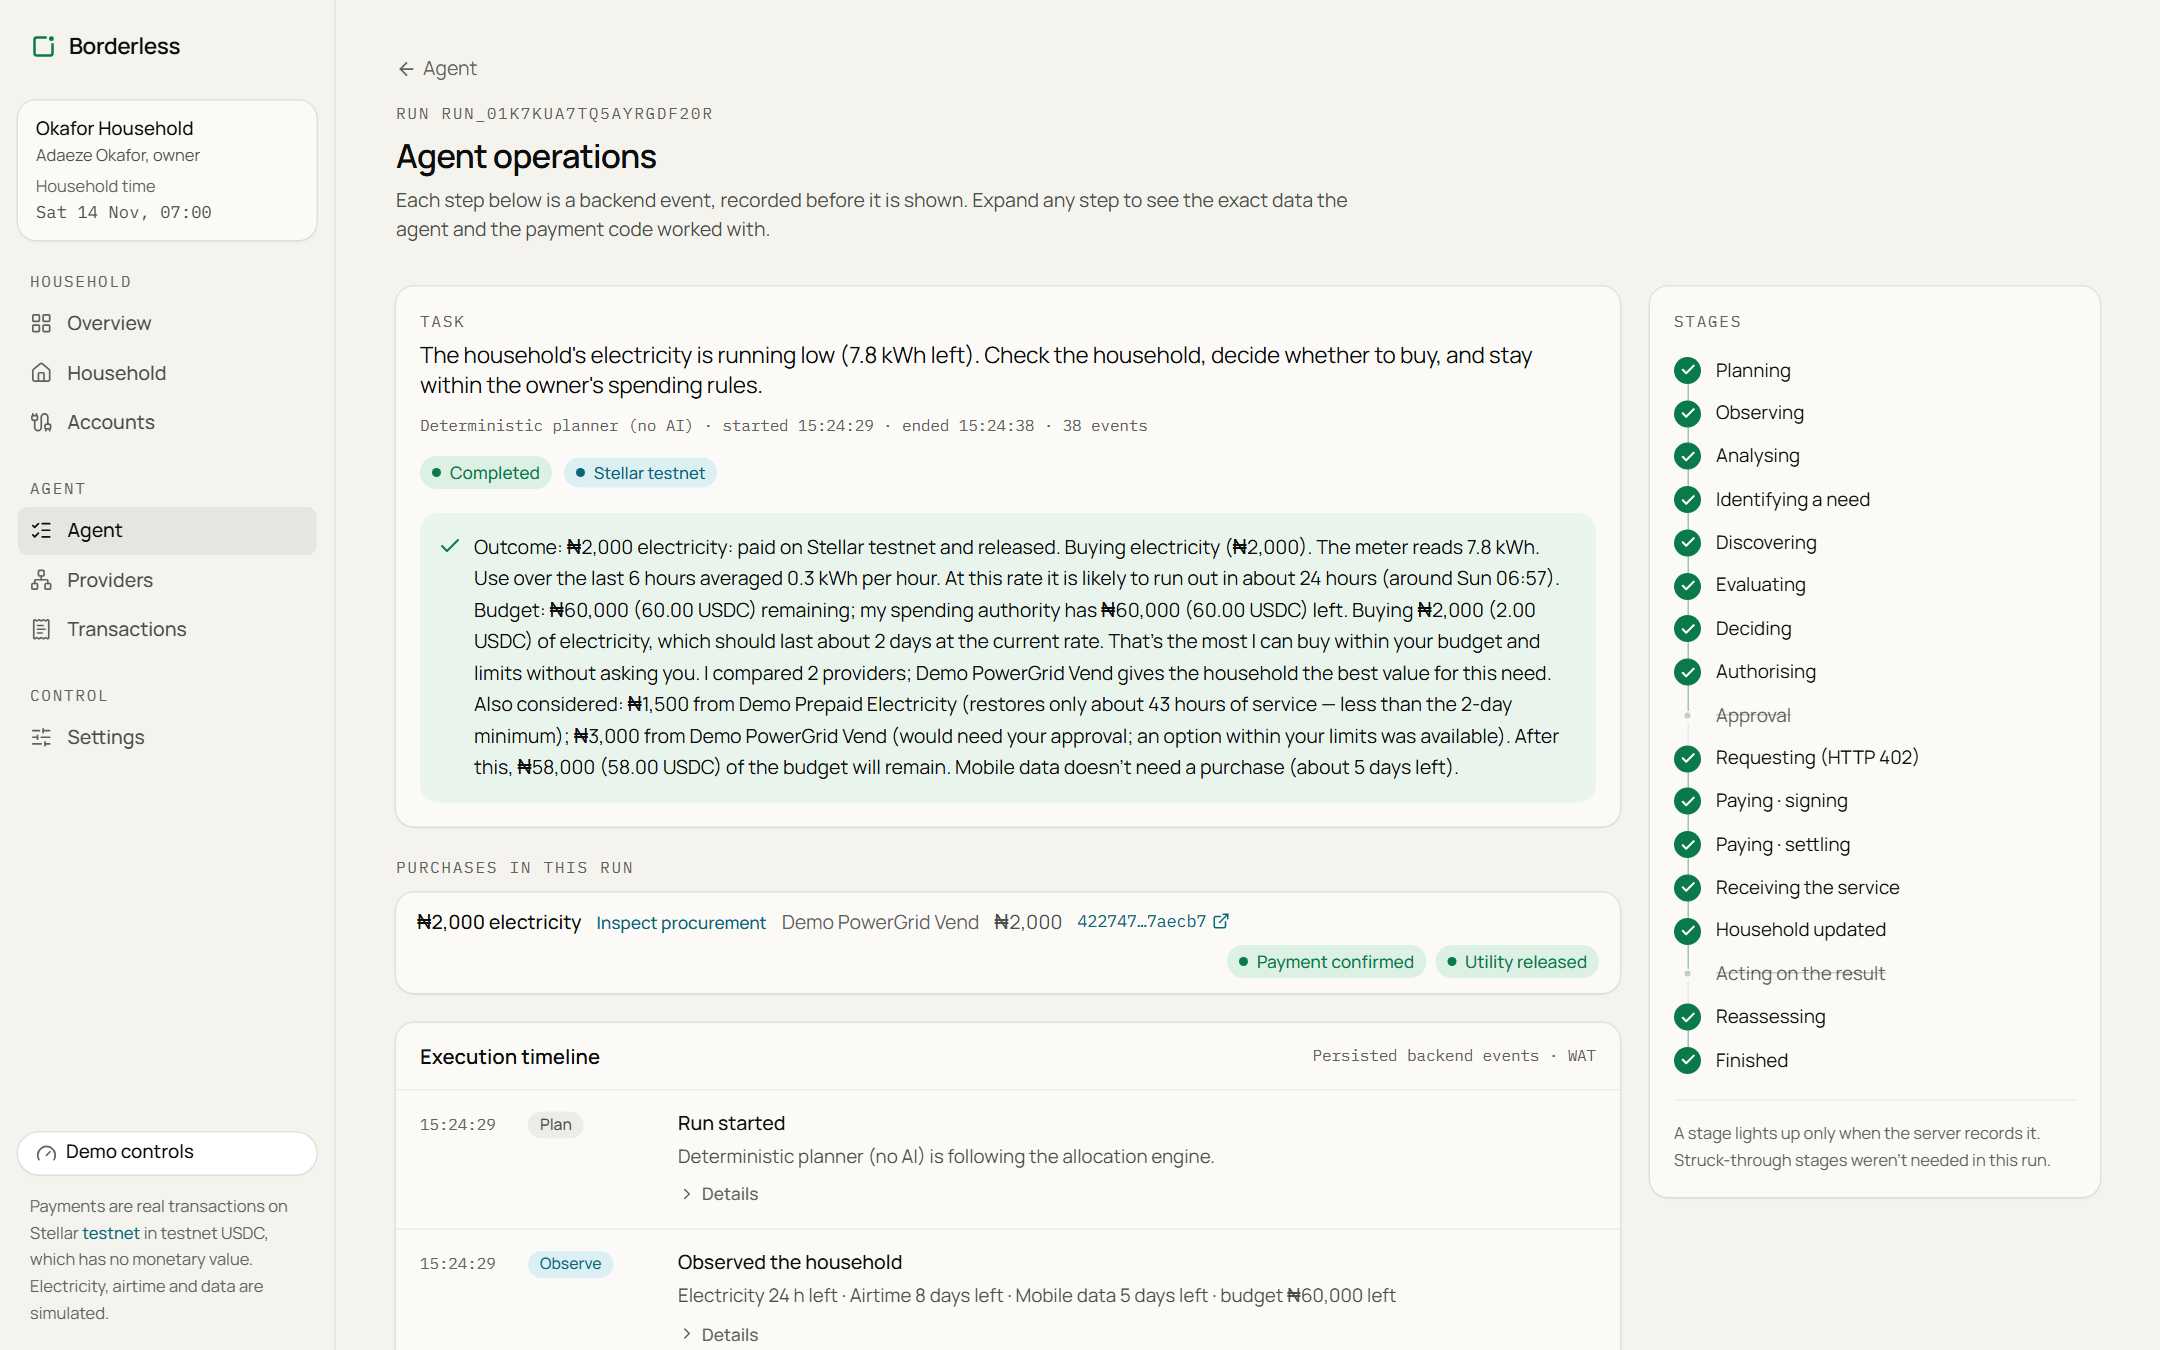 Borderless
Okafor Household
Adaeze Okafor, owner
Household time
Sat 14 Nov, 07:00
HOUSEHOLD
Overview
Household
Accounts
AGENT
Agent
Providers
Transactions
CONTROL
Settings
Demo controls
Payments are real transactions on
Stellar testnet in testnet USDC,
which has no monetary value.
Electricity, airtime and data are
simulated.
← Agent
RUN RUN_01K7KUA7TQ5AYRGDF20R
Agent operations
Each step below is a backend event, recorded before it is shown. Expand any step to see the exact data the
agent and the payment code worked with.
TASK
The household's electricity is running low (7.8 kWh left). Check the household, decide whether to buy, and stay
within the owner's spending rules.
Deterministic planner (no AI) · started 15:24:29 · ended 15:24:38 · 38 events
Completed
Stellar testnet
Outcome: ₦2,000 electricity: paid on Stellar testnet and released. Buying electricity (₦2,000). The meter reads 7.8 kWh.
Use over the last 6 hours averaged 0.3 kWh per hour. At this rate it is likely to run out in about 24 hours (around Sun 06:57).
Budget: ₦60,000 (60.00 USDC) remaining; my spending authority has ₦60,000 (60.00 USDC) left. Buying ₦2,000 (2.00
USDC) of electricity, which should last about 2 days at the current rate. That's the most I can buy within your budget and
limits without asking you. I compared 2 providers; Demo PowerGrid Vend gives the household the best value for this need.
Also considered: ₦1,500 from Demo Prepaid Electricity (restores only about 43 hours of service — less than the 2-day
minimum); ₦3,000 from Demo PowerGrid Vend (would need your approval; an option within your limits was available). After
this, ₦58,000 (58.00 USDC) of the budget will remain. Mobile data doesn't need a purchase (about 5 days left).
PURCHASES IN THIS RUN
₦2,000 electricity Inspect procurement Demo PowerGrid Vend ₦2,000 422747…7aecb7
Payment confirmed
Utility released
Execution timeline
Persisted backend events · WAT
15:24:29
Plan
Run started
Deterministic planner (no AI) is following the allocation engine.
Details
15:24:29
Observe
Observed the household
Electricity 24 h left · Airtime 8 days left · Mobile data 5 days left · budget ₦60,000 left
Details
STAGES
Planning
Observing
Analysing
Identifying a need
Discovering
Evaluating
Deciding
Authorising
Approval
Requesting (HTTP 402)
Paying · signing
Paying · settling
Receiving the service
Household updated
Acting on the result
Reassessing
Finished
A stage lights up only when the server records it.
Struck-through stages weren't needed in this run.